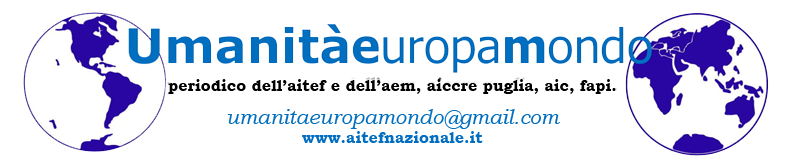 Umanitàeuropamondo
periodico dell'aitef e dell'aem, aiccre puglia, aic, fapi.
umanitaeuropamondo@gmail.com
www.aitefnazionale.it